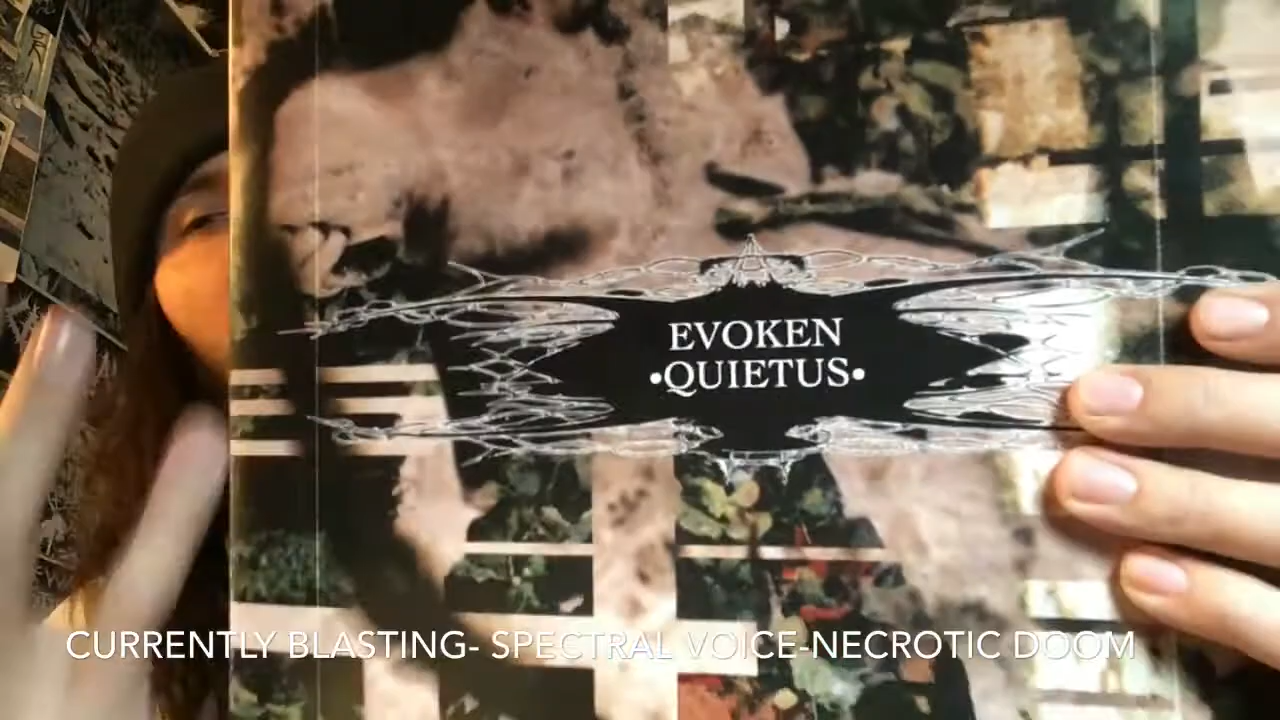 EVOKEN
•QUIETUS•
CURRENTLY BLASTING- SPECTRAL VOICE-NECROTIC DOOM